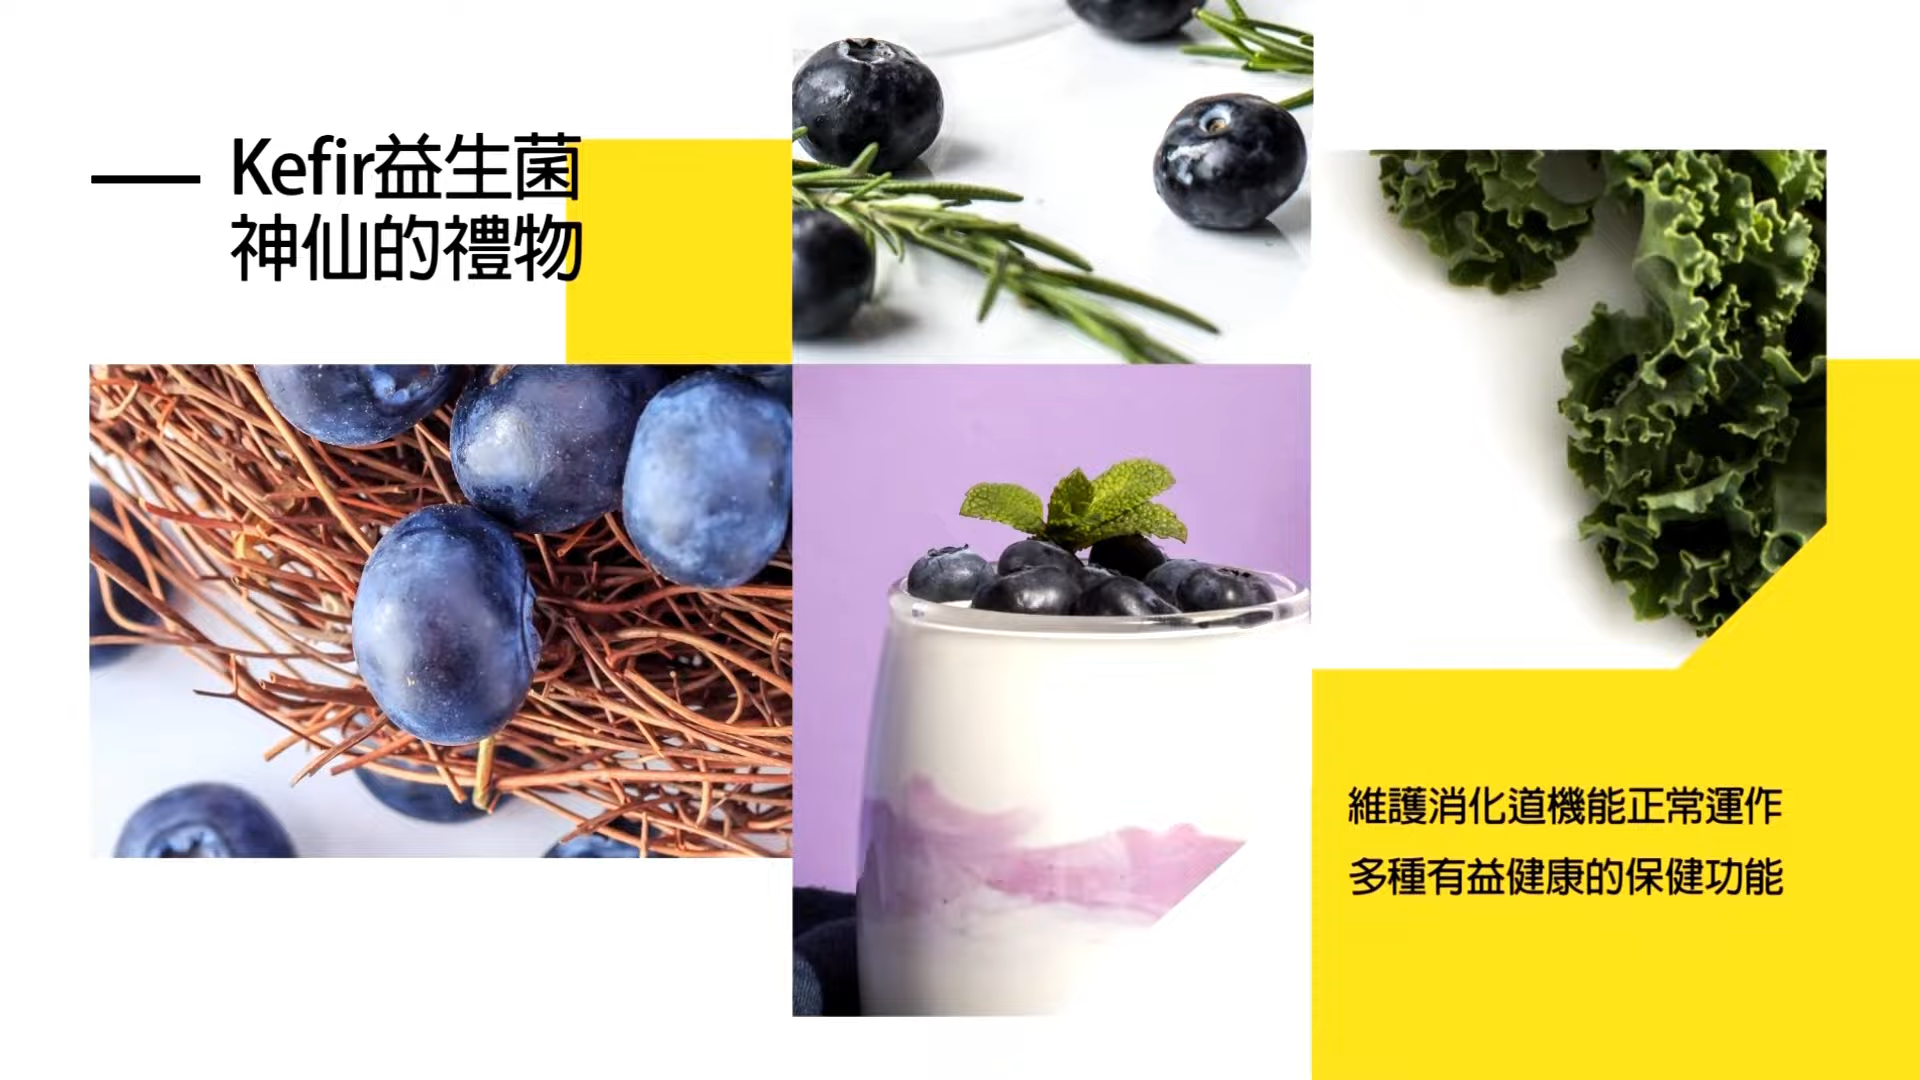 Kefir益生菌
神仙的禮物
維護消化道機能正常運作
多種有益健康的保健功能